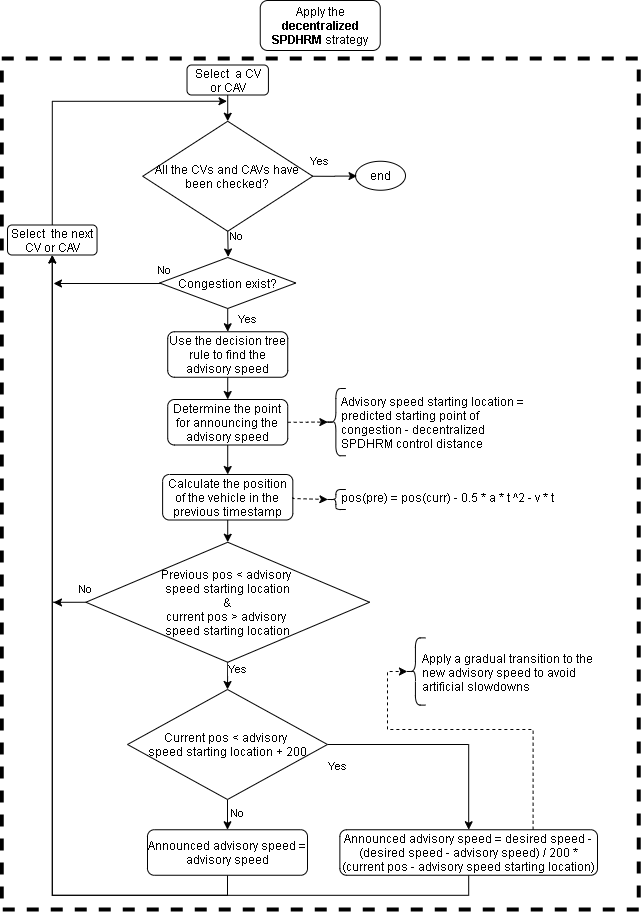 Apply the
decentralized
SPDHRM strategy
Select a CV
or CAV
All the CVs and CAVs have
been checked?
Yes
end
No
Select the next
CV or CAV
No
Congestion exist?
Yes
Use the decision tree
rule to find the
advisory speed
Determine the point
for announcing the
advisory speed
Advisory speed starting location =
predicted starting point of
congestion - decentralized
SPDHRM control distance
Calculate the position
of the vehicle in the
previous timestamp
pos(pre) = pos(curr) - 0.5 * a * t ^2 - v * t
Previous pos < advisory
speed starting location
&
current pos > advisory
speed starting location
No
Yes
Apply a gradual transition to the
new advisory speed to avoid
artificial slowdowns
Current pos < advisory
speed starting location + 200
Yes
No
Announced advisory speed =
advisory speed
Announced advisory speed = desired speed -
(desired speed - advisory speed) / 200 *
(current pos - advisory speed starting location)